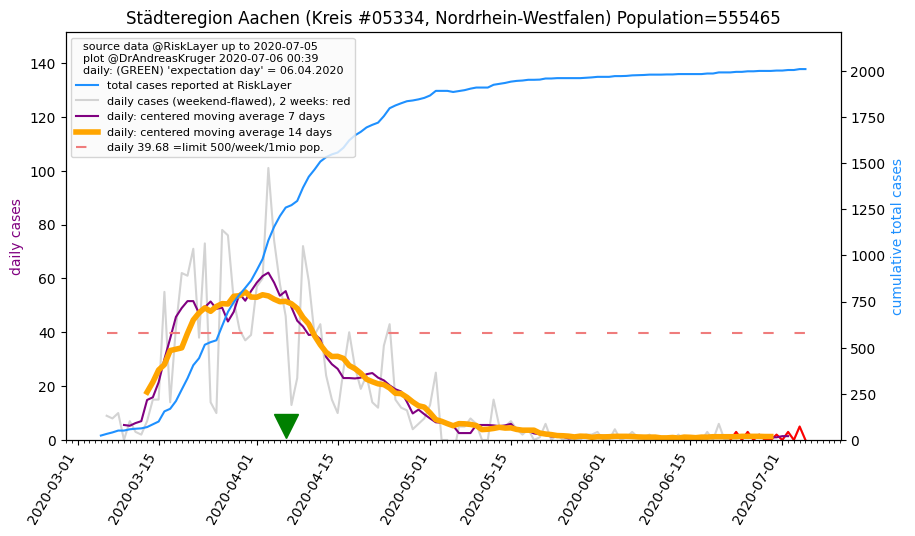 Städteregion Aachen (Kreis #05334, Nordrhein-Westfalen) Population=555465
source data @RiskLayer up to 2020-07-05
plot @DrAndreasKruger 2020-07-06 00:39
daily: (GREEN) 'expectation day' = 06.04.2020
total cases reported at RiskLayer
daily cases (weekend-flawed), 2 weeks: red
daily: centered moving average 7 days
daily: centered moving average 14 days
daily 39.68 =limit 500/week/1mio pop.
daily cases
140
120
100
80
60
40
20
0
cumulative total cases
2000
1750
1500
1250
1000
750
500
250
0
2020-03-01
2020-03-15
2020-04-01
2020-04-15
2020-05-01
2020-05-15
2020-06-01
2020-06-15
2020-07-01